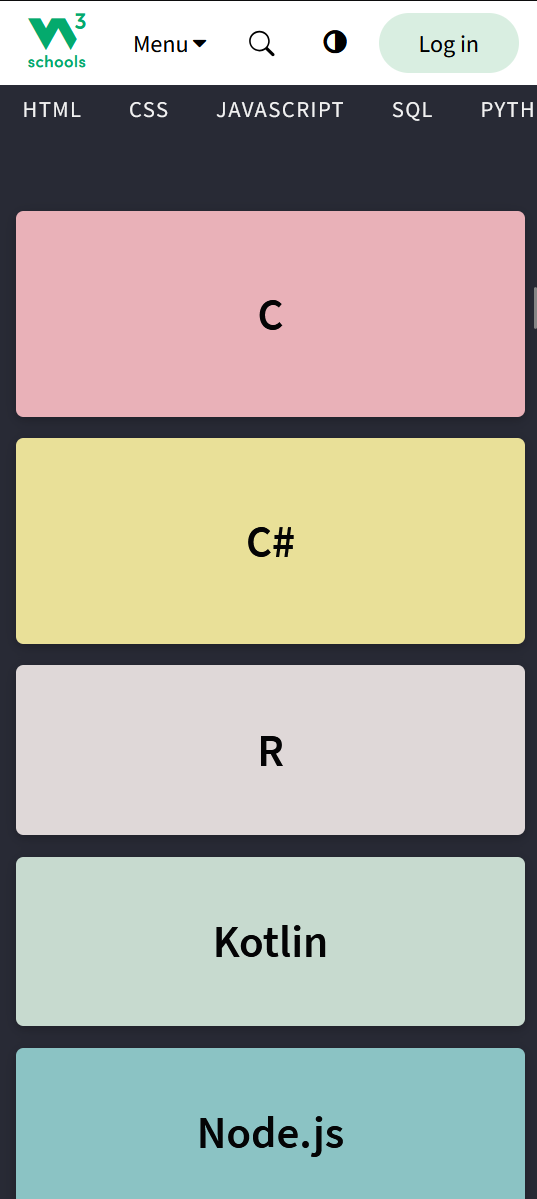 W3 schools
Menu
Log in
HTML CSS JAVASCRIPT SQL PYTH
C
C#
R
Kotlin
Node.js